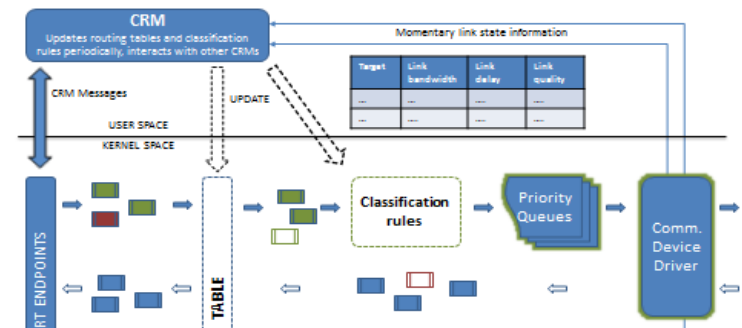 CRM
Updates routing tables and classification
rules periodically, interacts with other CRMs
Momentary link state information
Target
Link
bandwidth
Link
delay
Link
quality
CRM Messages
UPDATE
USER SPACE
KERNEL SPACE
RT ENDPOINTS
TABLE
Classification
rules
Priority
Queues
Comm.
Device
Driver